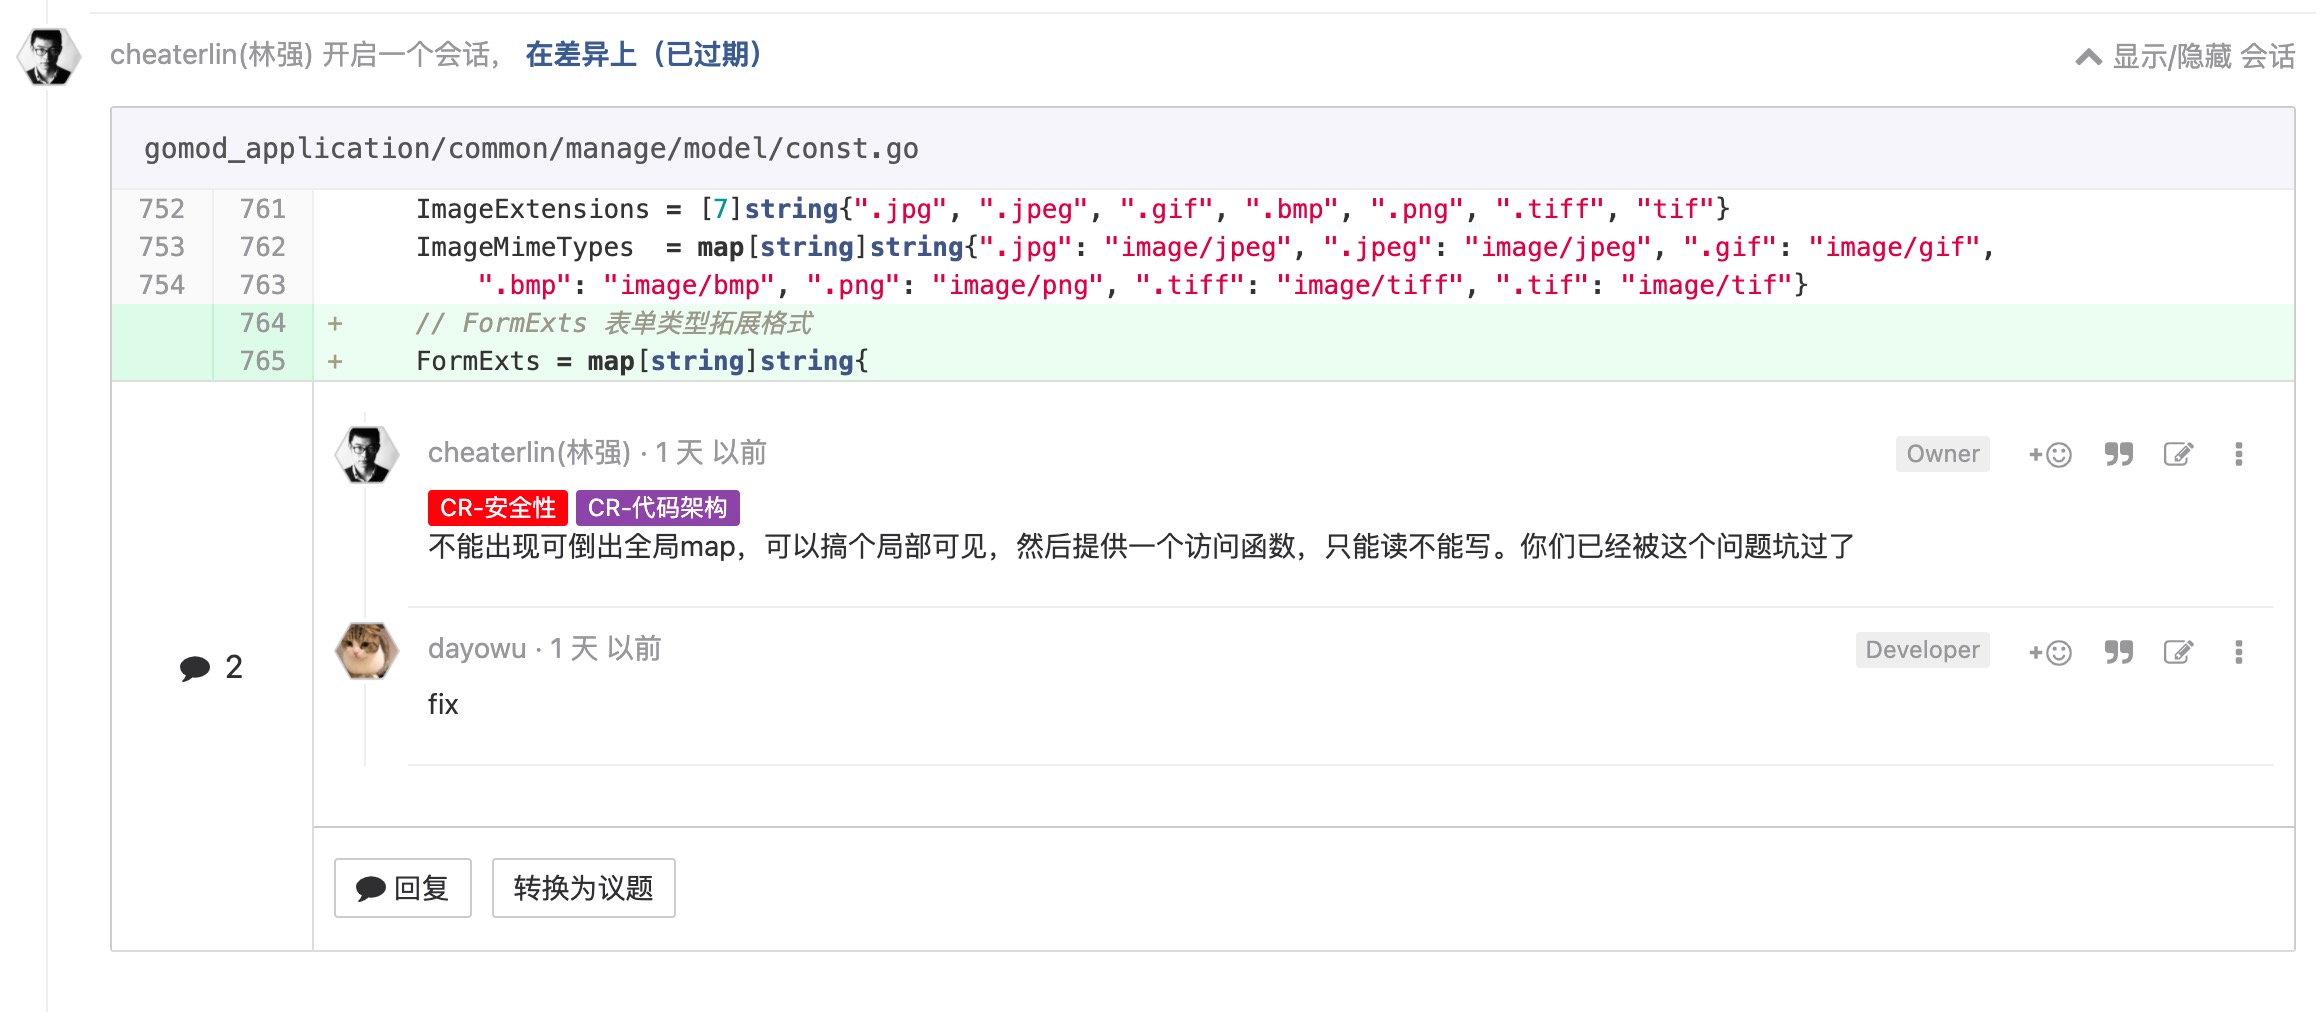 cheaterlin(林强) 开启一个会话， 在差异上（已过期）
显示/隐藏 会话
gomod_application/common/manage/model/const.go
752 761 ImageExtensions = [7]string{".jpg", ".jpeg", ".gif", ".bmp", ".png", ".tiff", "tif"}
753 762 ImageMimeTypes  = map[string]string{".jpg": "image/jpeg", ".jpeg": "image/jpeg", ".gif": "image/gif",
754 763 ".bmp": "image/bmp", ".png": "image/png", ".tiff": "image/tiff", ".tif": "image/tif"}
764 + // FormExts 表单类型拓展格式
765 + FormExts = map[string]string{
cheaterlin(林强) · 1 天 以前
Owner
CR-安全性 CR-代码架构
不能出现可倒出全局map，可以搞个局部可见，然后提供一个访问函数，只能读不能写。你们已经被这个问题坑过了
2
dayowu · 1 天 以前
Developer
fix
回复
转换为议题